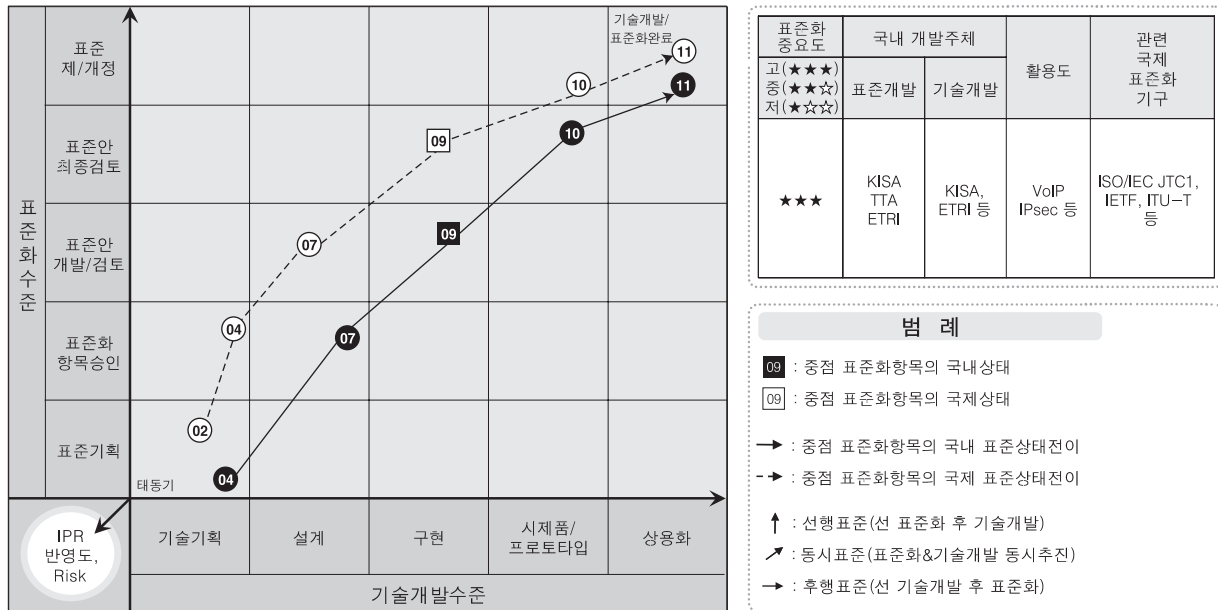 표준화수준
표준
제/개정
표준안
최종검토
표준안
개발/검토
표준화
항목승인
표준기획
기술개발/
표준화완료
11
11
10
10
09
09
07
07
04
02
04
태동기
IPR
반영도,
Risk
기술기획
설계
구현
시제품/
프로토타입
상용화
기술개발수준
표준화
중요도
고(★★★)
중(★★☆)
저(★☆☆)
국내 개발주체
표준개발
기술개발
활용도
관련
국제
표준화
기구
★★★
KISA
TTA
ETRI
KISA,
ETRI 등
VoIP
IPsec 등
ISO/IEC JTC1,
IETF, ITU-T
등
범 례
09 : 중점 표준화항목의 국내상태
09 : 중점 표준화항목의 국제상태
: 중점 표준화항목의 국내 표준상태전이
: 중점 표준화항목의 국제 표준상태전이
: 선행표준(선 표준화 후 기술개발)
: 동시표준(표준화&기술개발 동시추진)
: 후행표준(선 기술개발 후 표준화)